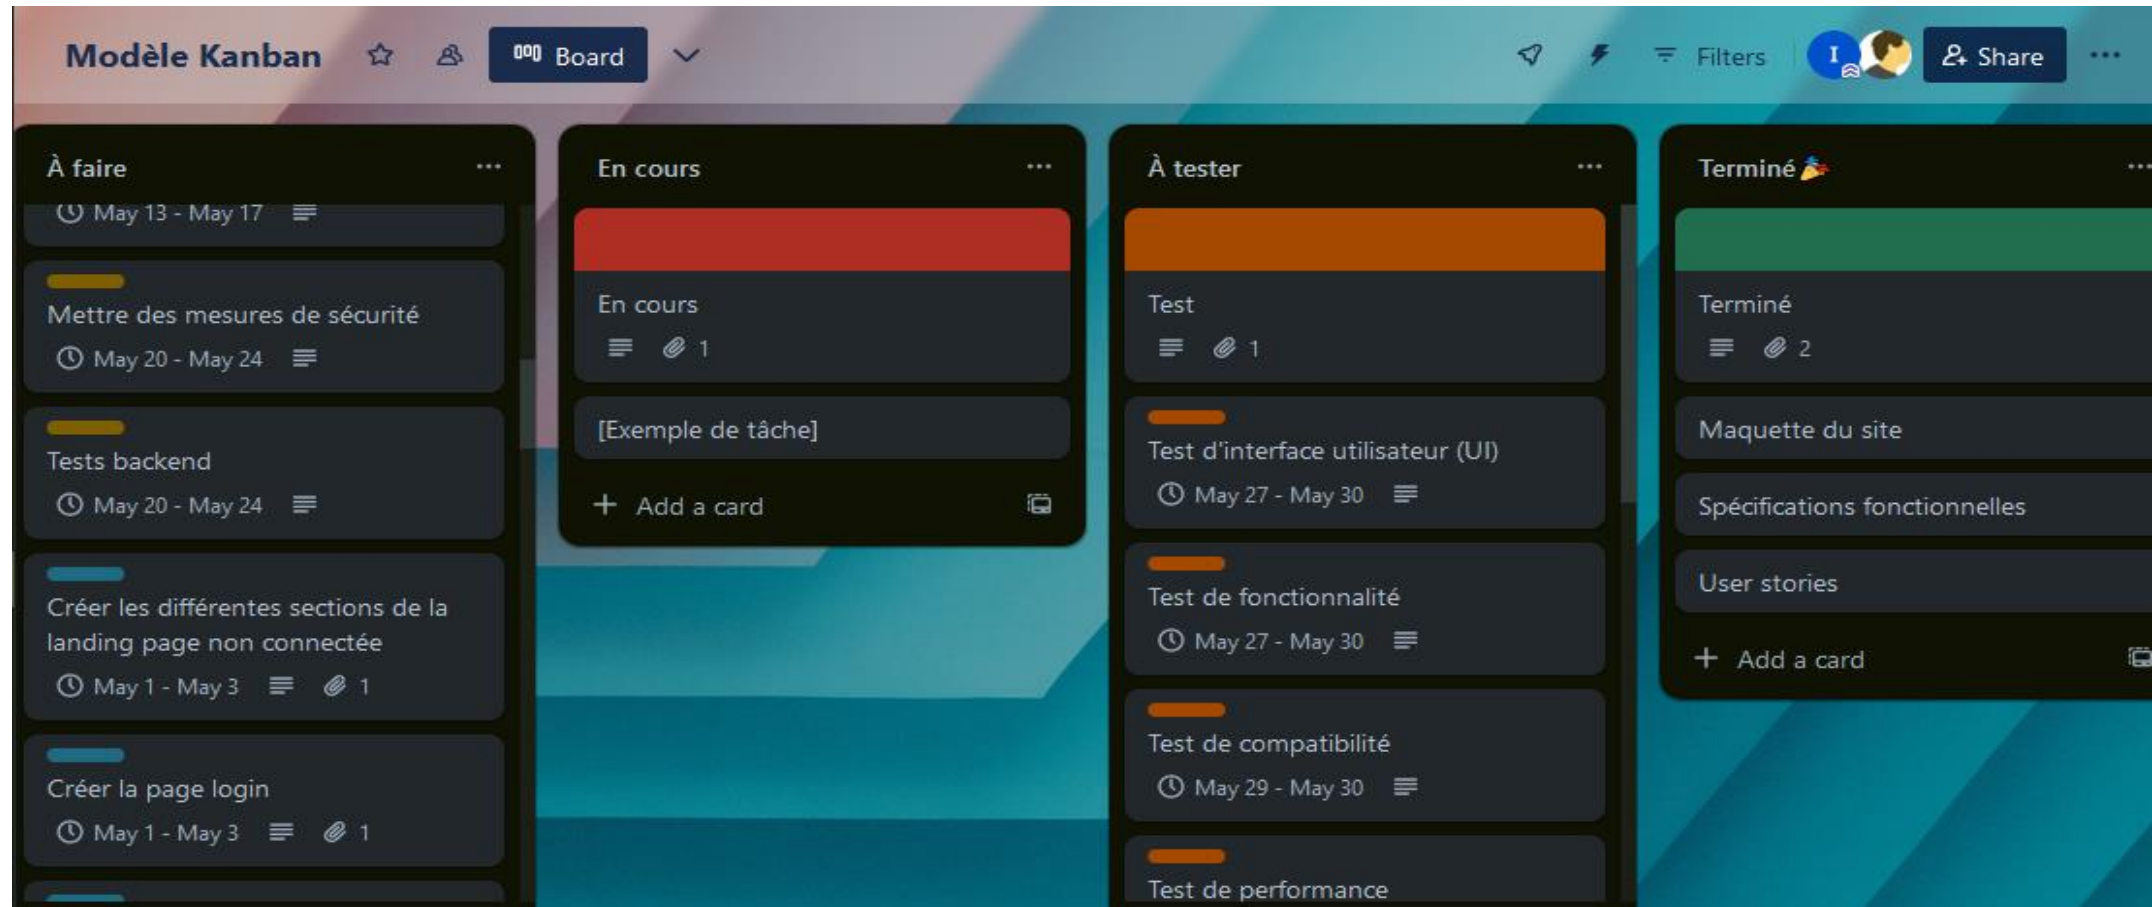 Modèle Kanban
Board
Filters
I
Share
À faire
May 13 - May 17
Mettre des mesures de sécurité
May 20 - May 24
Tests backend
May 20 - May 24
Créer les différentes sections de la
landing page non connectée
May 1 - May 3 1
Créer la page login
May 1 - May 3 1
En cours
En cours
1
[Exemple de tâche]
+ Add a card
À tester
Test
1
Test d'interface utilisateur (UI)
May 27 - May 30
Test de fonctionnalité
May 27 - May 30
Test de compatibilité
May 29 - May 30
Test de performance
Terminé🎉
Terminé
2
Maquette du site
Spécifications fonctionnelles
User stories
+ Add a card